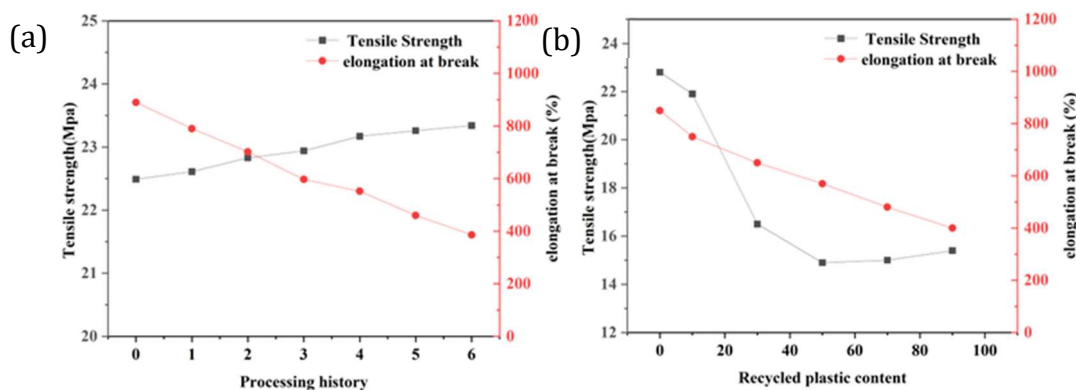 (a)
Tensile Strength
elongation at break
Tensile strength(Mpa)
25
24
23
22
21
20
0 1 2 3 4 5 6
Processing history
1200
1000
800
600
400
200
0
elongation at break (%)
(b)
Tensile Strength
elongation at break
Tensile strength(Mpa)
24
22
20
18
16
14
12
0 20 40 60 80 100
Recycled plastic content
1200
1000
800
600
400
200
0
elongation at break (%)